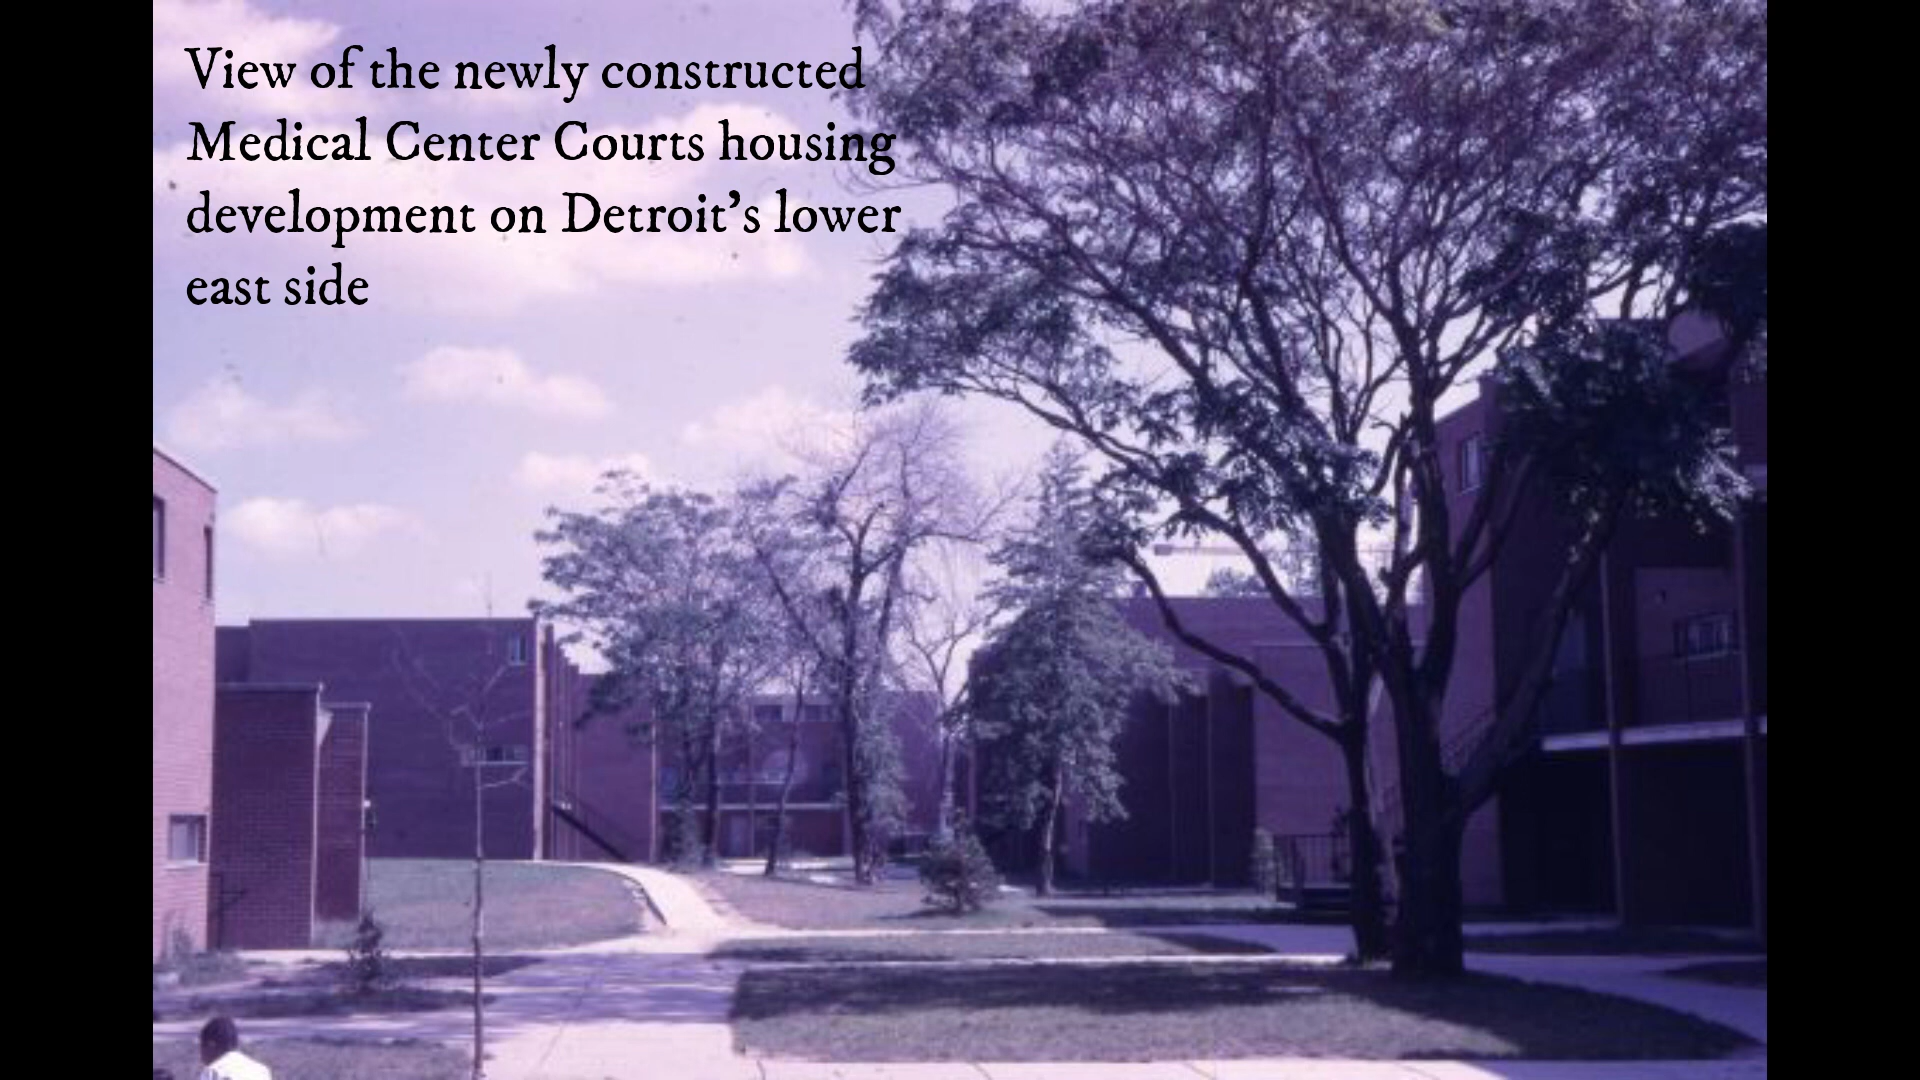 View of the newly constructed
Medical Center Courts housing
development on Detroit’s lower
east side